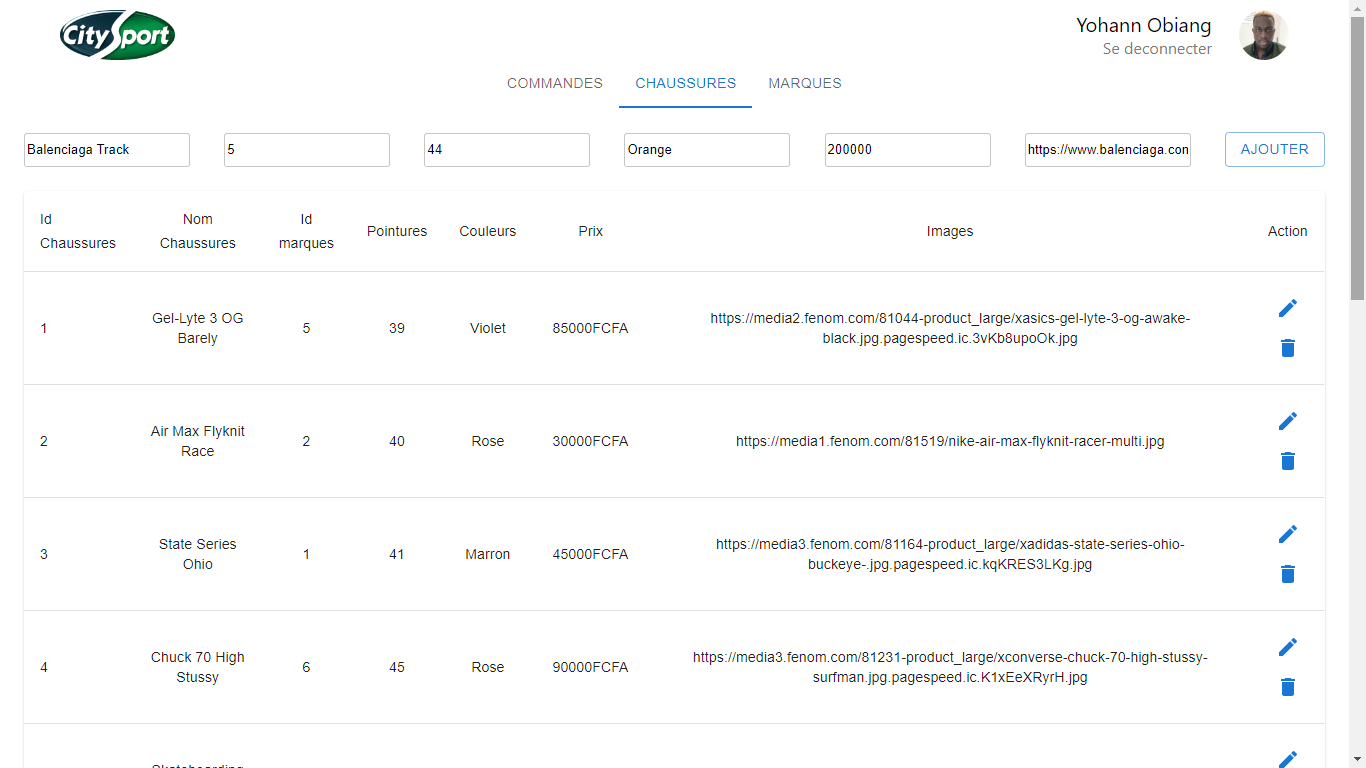 CitySport
Yohann Obiang
Se deconnecter
COMMANDES CHAUSSURES MARQUES
Balenciaga Track 5 44 Orange 200000 https://www.balenciaga.con AJOUTER
Id Chaussures Nom Chaussures Id marques Pointures Couleurs Prix Images Action
1 Gel-Lyte 3 OG Barely 5 39 Violet 85000FCFA https://media2.fenom.com/81044-product_large/xasics-gel-lyte-3-og-awake-black.jpg.pagespeed.ic.3vKb8upoOk.jpg
2 Air Max Flyknit Race 2 40 Rose 30000FCFA https://media1.fenom.com/81519/nike-air-max-flyknit-racer-multi.jpg
3 State Series Ohio 1 41 Marron 45000FCFA https://media3.fenom.com/81164-product_large/xadidas-state-series-ohio-buckeye-.jpg.pagespeed.ic.kqKRES3LKg.jpg
4 Chuck 70 High Stussy 6 45 Rose 90000FCFA https://media3.fenom.com/81231-product_large/xconverse-chuck-70-high-stussy-surfman.jpg.pagespeed.ic.K1xEeXRyrH.jpg
Skateboarding